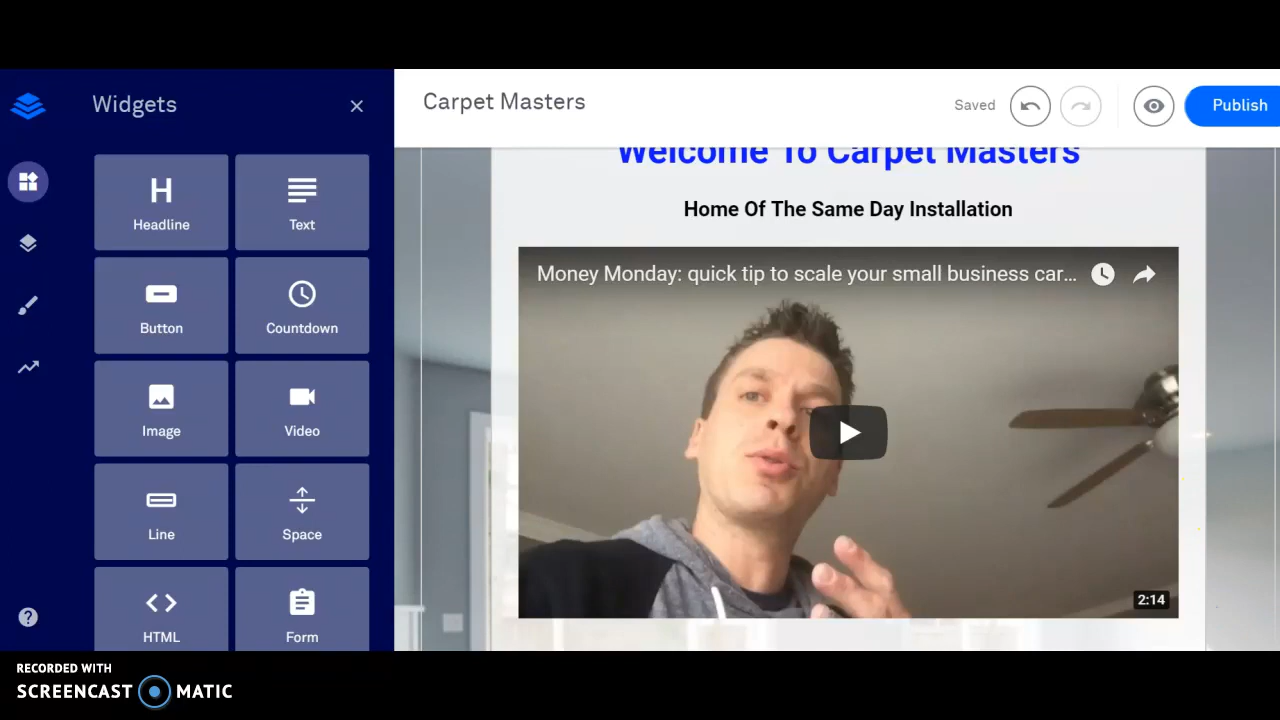 Widgets
Carpet Masters
Saved
Publish
Headline
Text
Button
Countdown
Image
Video
Line
Space
HTML
Form
Welcome To Carpet Masters
Home Of The Same Day Installation
Money Monday: quick tip to scale your small business car...
2:14
RECORDED WITH
SCREENCAST MATIC